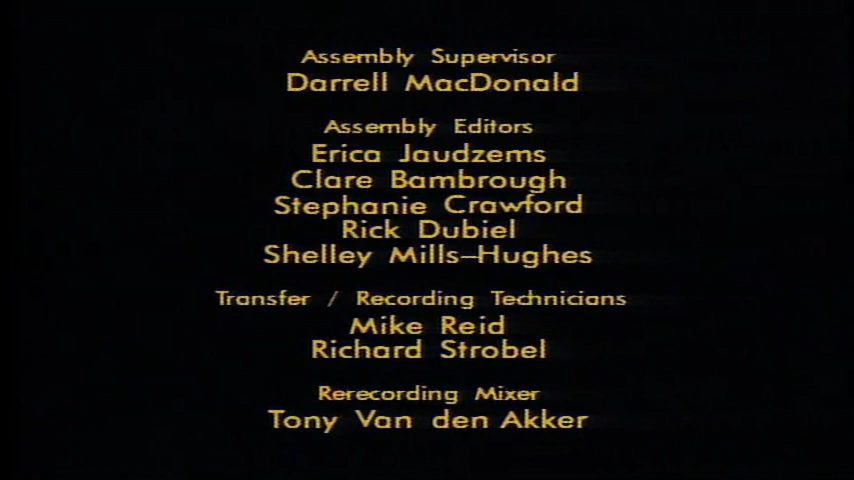 Assembly Supervisor
Darrell MacDonald
Assembly Editors
Erica Jaudzems
Clare Bambrough
Stephanie Crawford
Rick Dubiel
Shelley Mills-Hughes
Transfer / Recording Technicians
Mike Reid
Richard Strobel
Rerecording Mixer
Tony Van den Akker